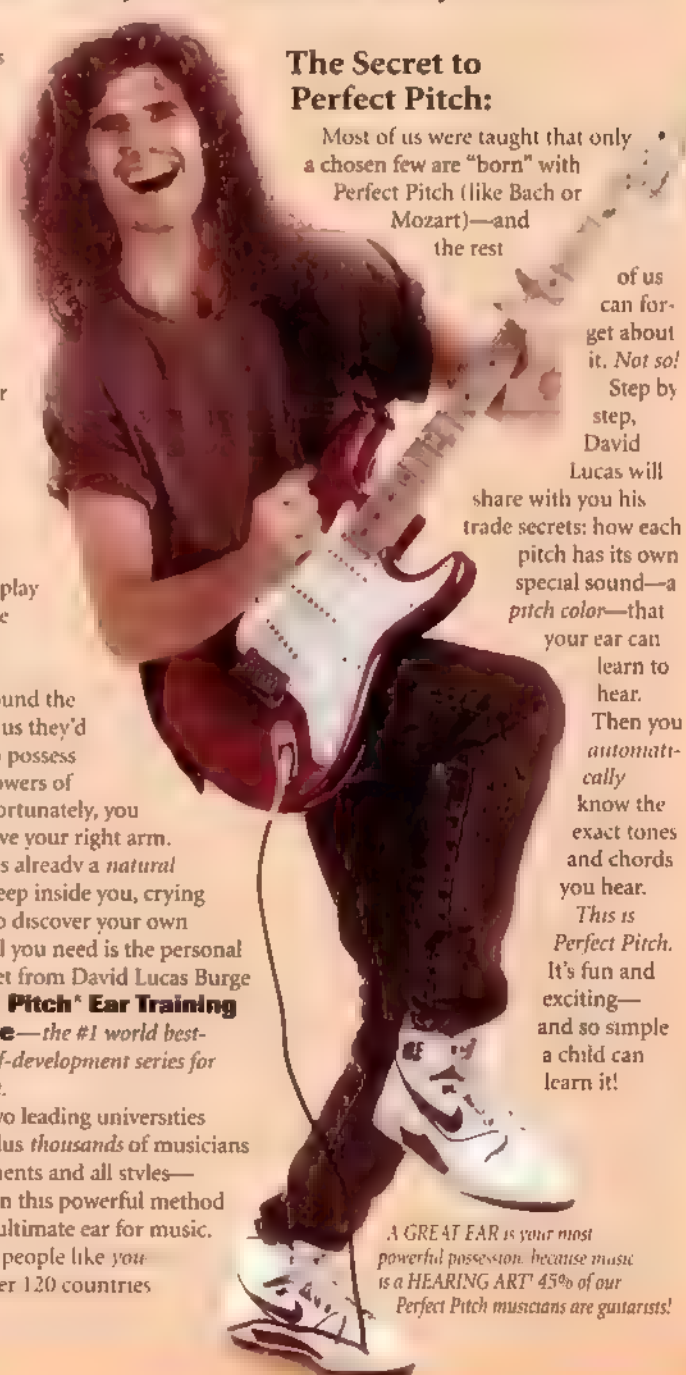 The Secret to
Perfect Pitch:
Most of us were taught that only
a chosen few are "born" with
Perfect Pitch (like Bach or
Mozart)—and
the rest
of us
can for-
get about
it. Not so!
Step by
step,
David
Lucas will
share with you his
trade secrets: how each
pitch has its own
special sound—a
pitch color—that
your ear can
learn to
hear.
Then you
automati-
cally
know the
exact tones
and chords
you hear.
This is
Perfect Pitch.
It's fun and
exciting—
and so simple
a child can
learn it!
play
und the
us they'd
possess
owers of
ortunately, you
ve your right arm.
s already a natural
eep inside you, crying
o discover your own
l you need is the personal
et from David Lucas Burge
Pitch® Ear Training
e—the #1 world best-
f-development series for
vo leading universities
lus thousands of musicians
ments and all styles—
n this powerful method
ultimate ear for music.
people like you
er 120 countries
A GREAT EAR is your most
powerful possession, because music
is a HEARING ART! 45% of our
Perfect Pitch musicians are guitarists!